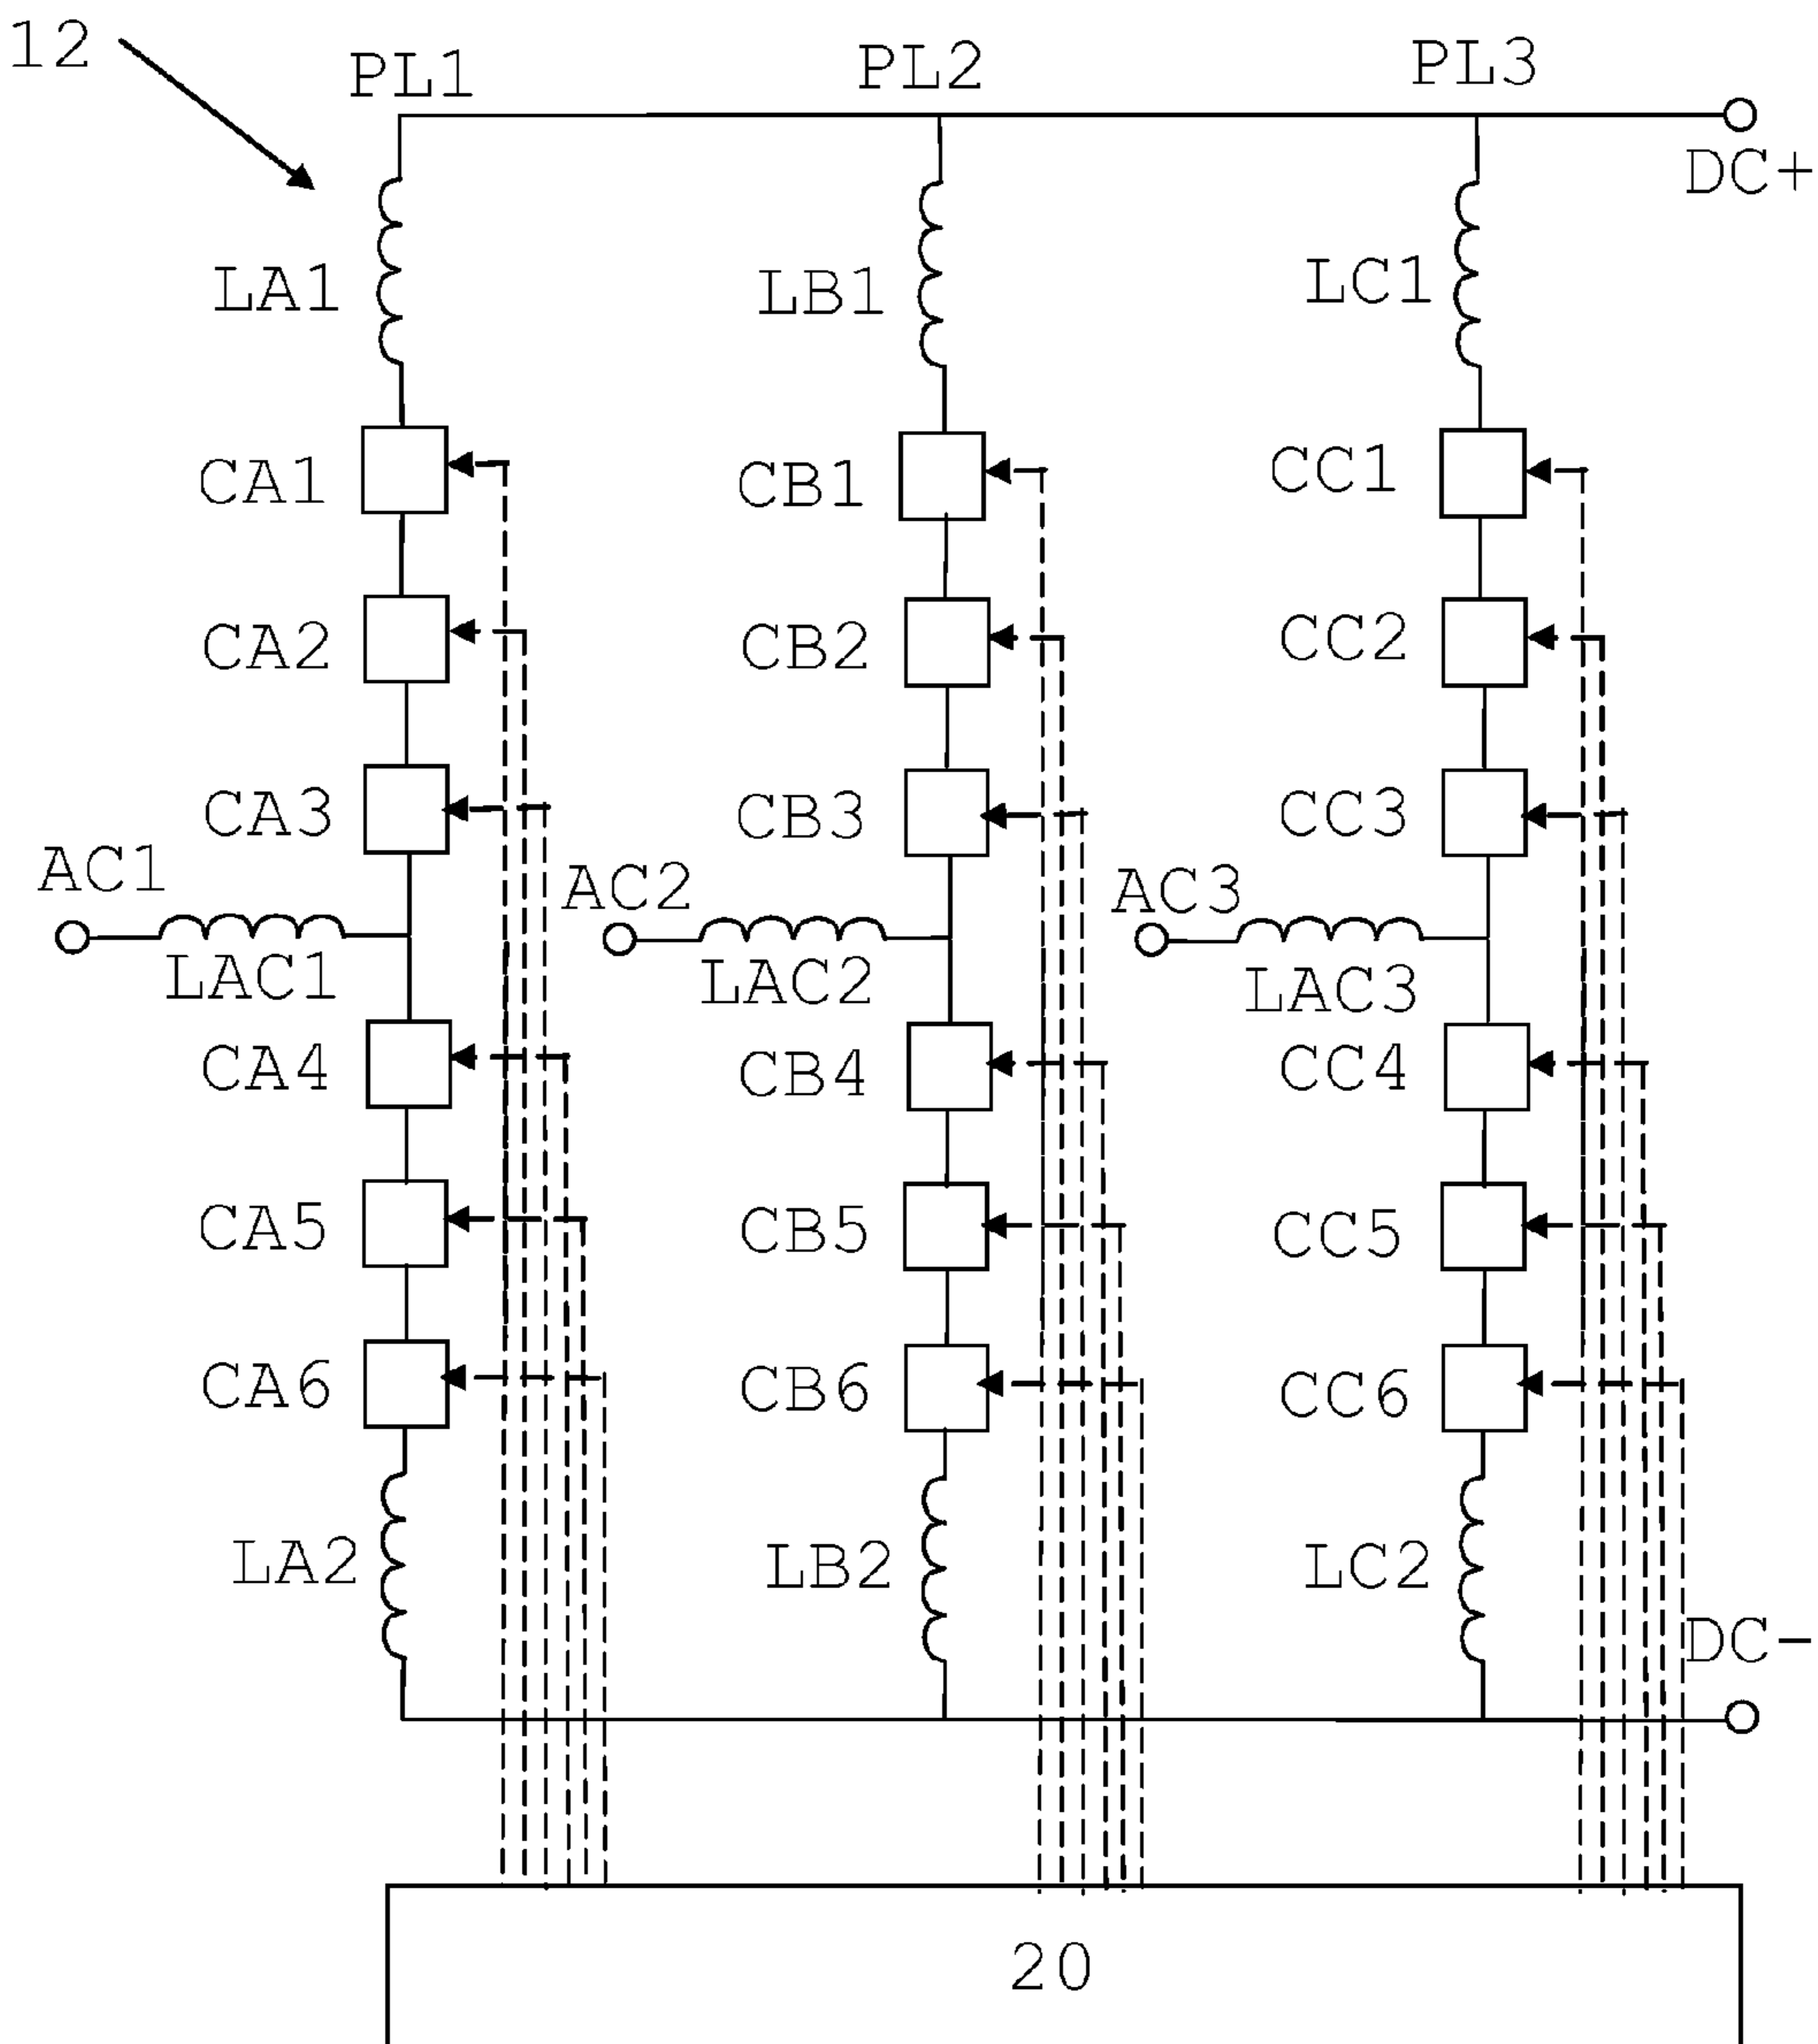 12
PL1 PL2 PL3
DC+
LA1 LB1 LC1
CA1 CB1 CC1
CA2 CB2 CC2
CA3 CB3 CC3
AC1 AC2 AC3
LAC1 LAC2 LAC3
CA4 CB4 CC4
CA5 CB5 CC5
CA6 CB6 CC6
LA2 LB2 LC2
DC-
20